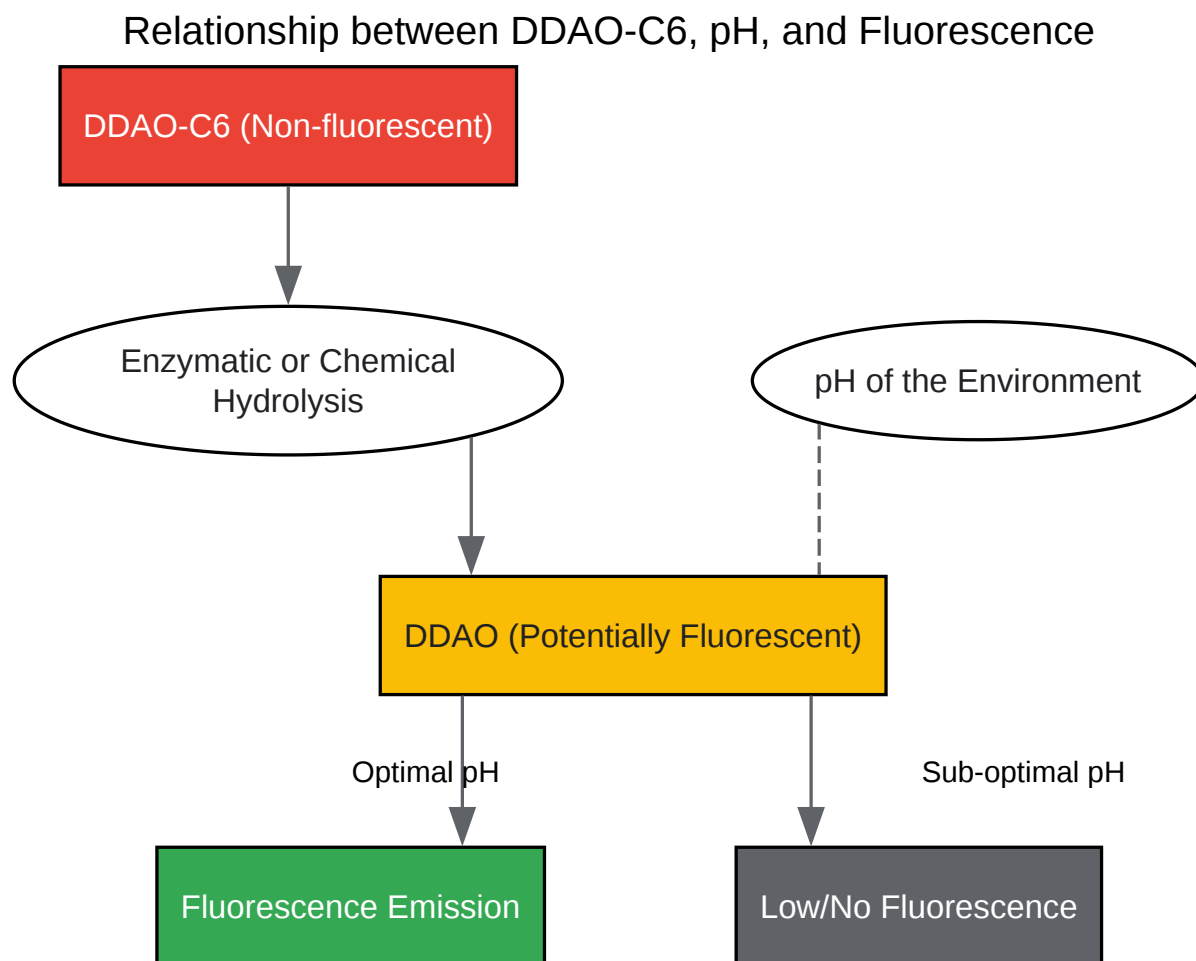 Relationship between DDAO-C6, pH, and Fluorescence
DDAO-C6 (Non-fluorescent)
Enzymatic or Chemical
Hydrolysis
pH of the Environment
DDAO (Potentially Fluorescent)
Optimal pH
Sub-optimal pH
Fluorescence Emission
Low/No Fluorescence